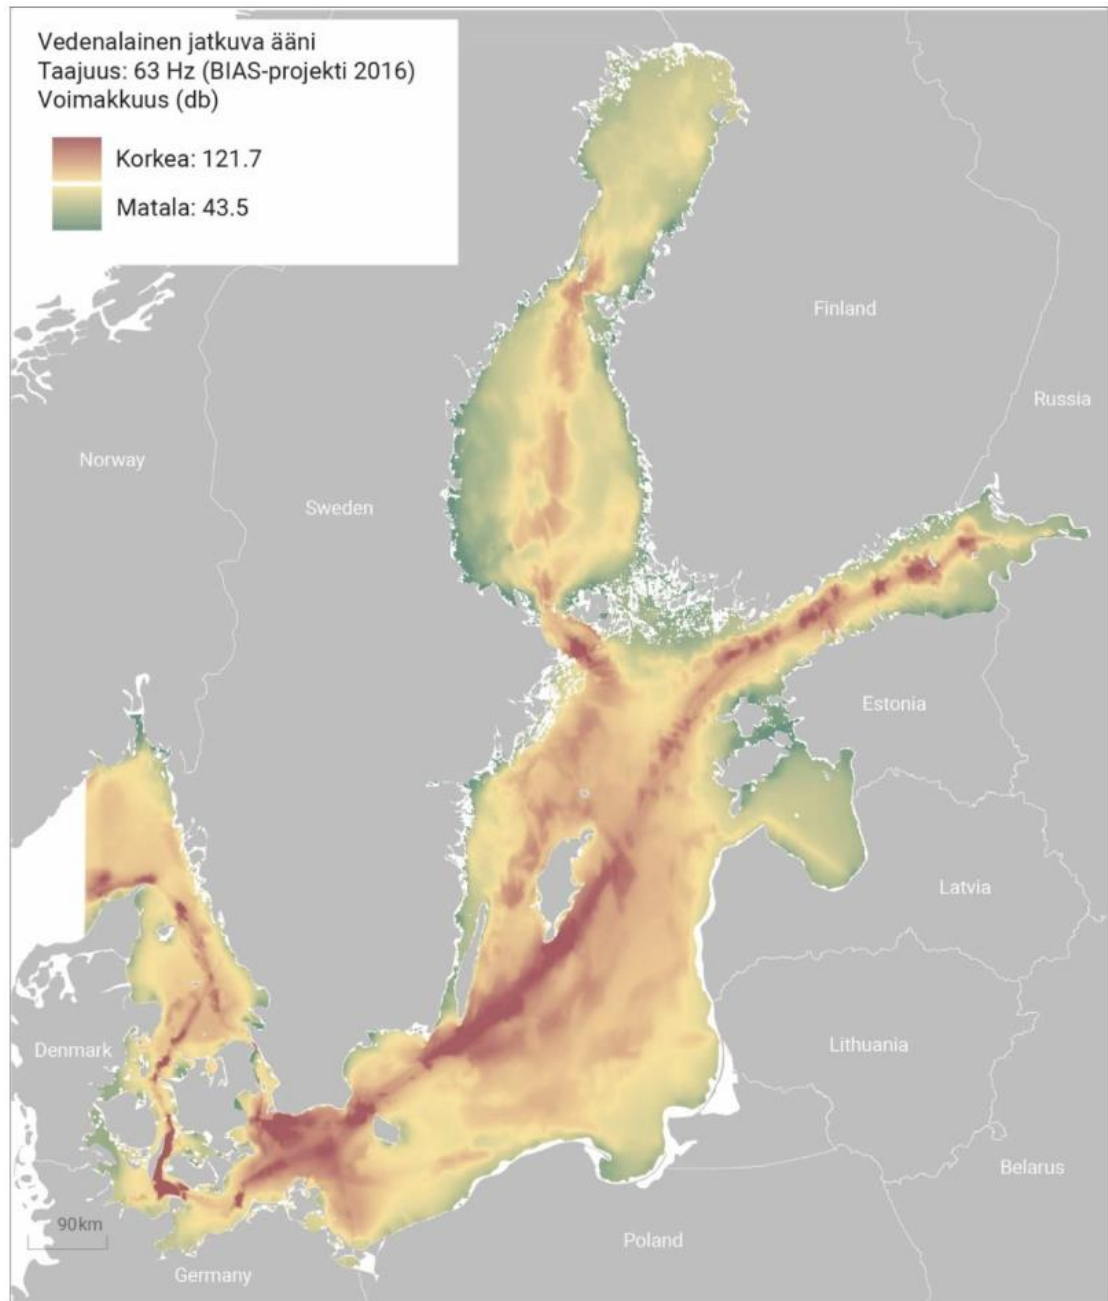 Vedenalainen jatkuva ääni
Taajuus: 63 Hz (BIAS-projekti 2016)
Voimakkuus (db)
Korkea: 121.7
Matala: 43.5
Finland
Russia
Norway
Sweden
Estonia
Latvia
Denmark
Lithuania
Belarus
90km
Poland
Germany